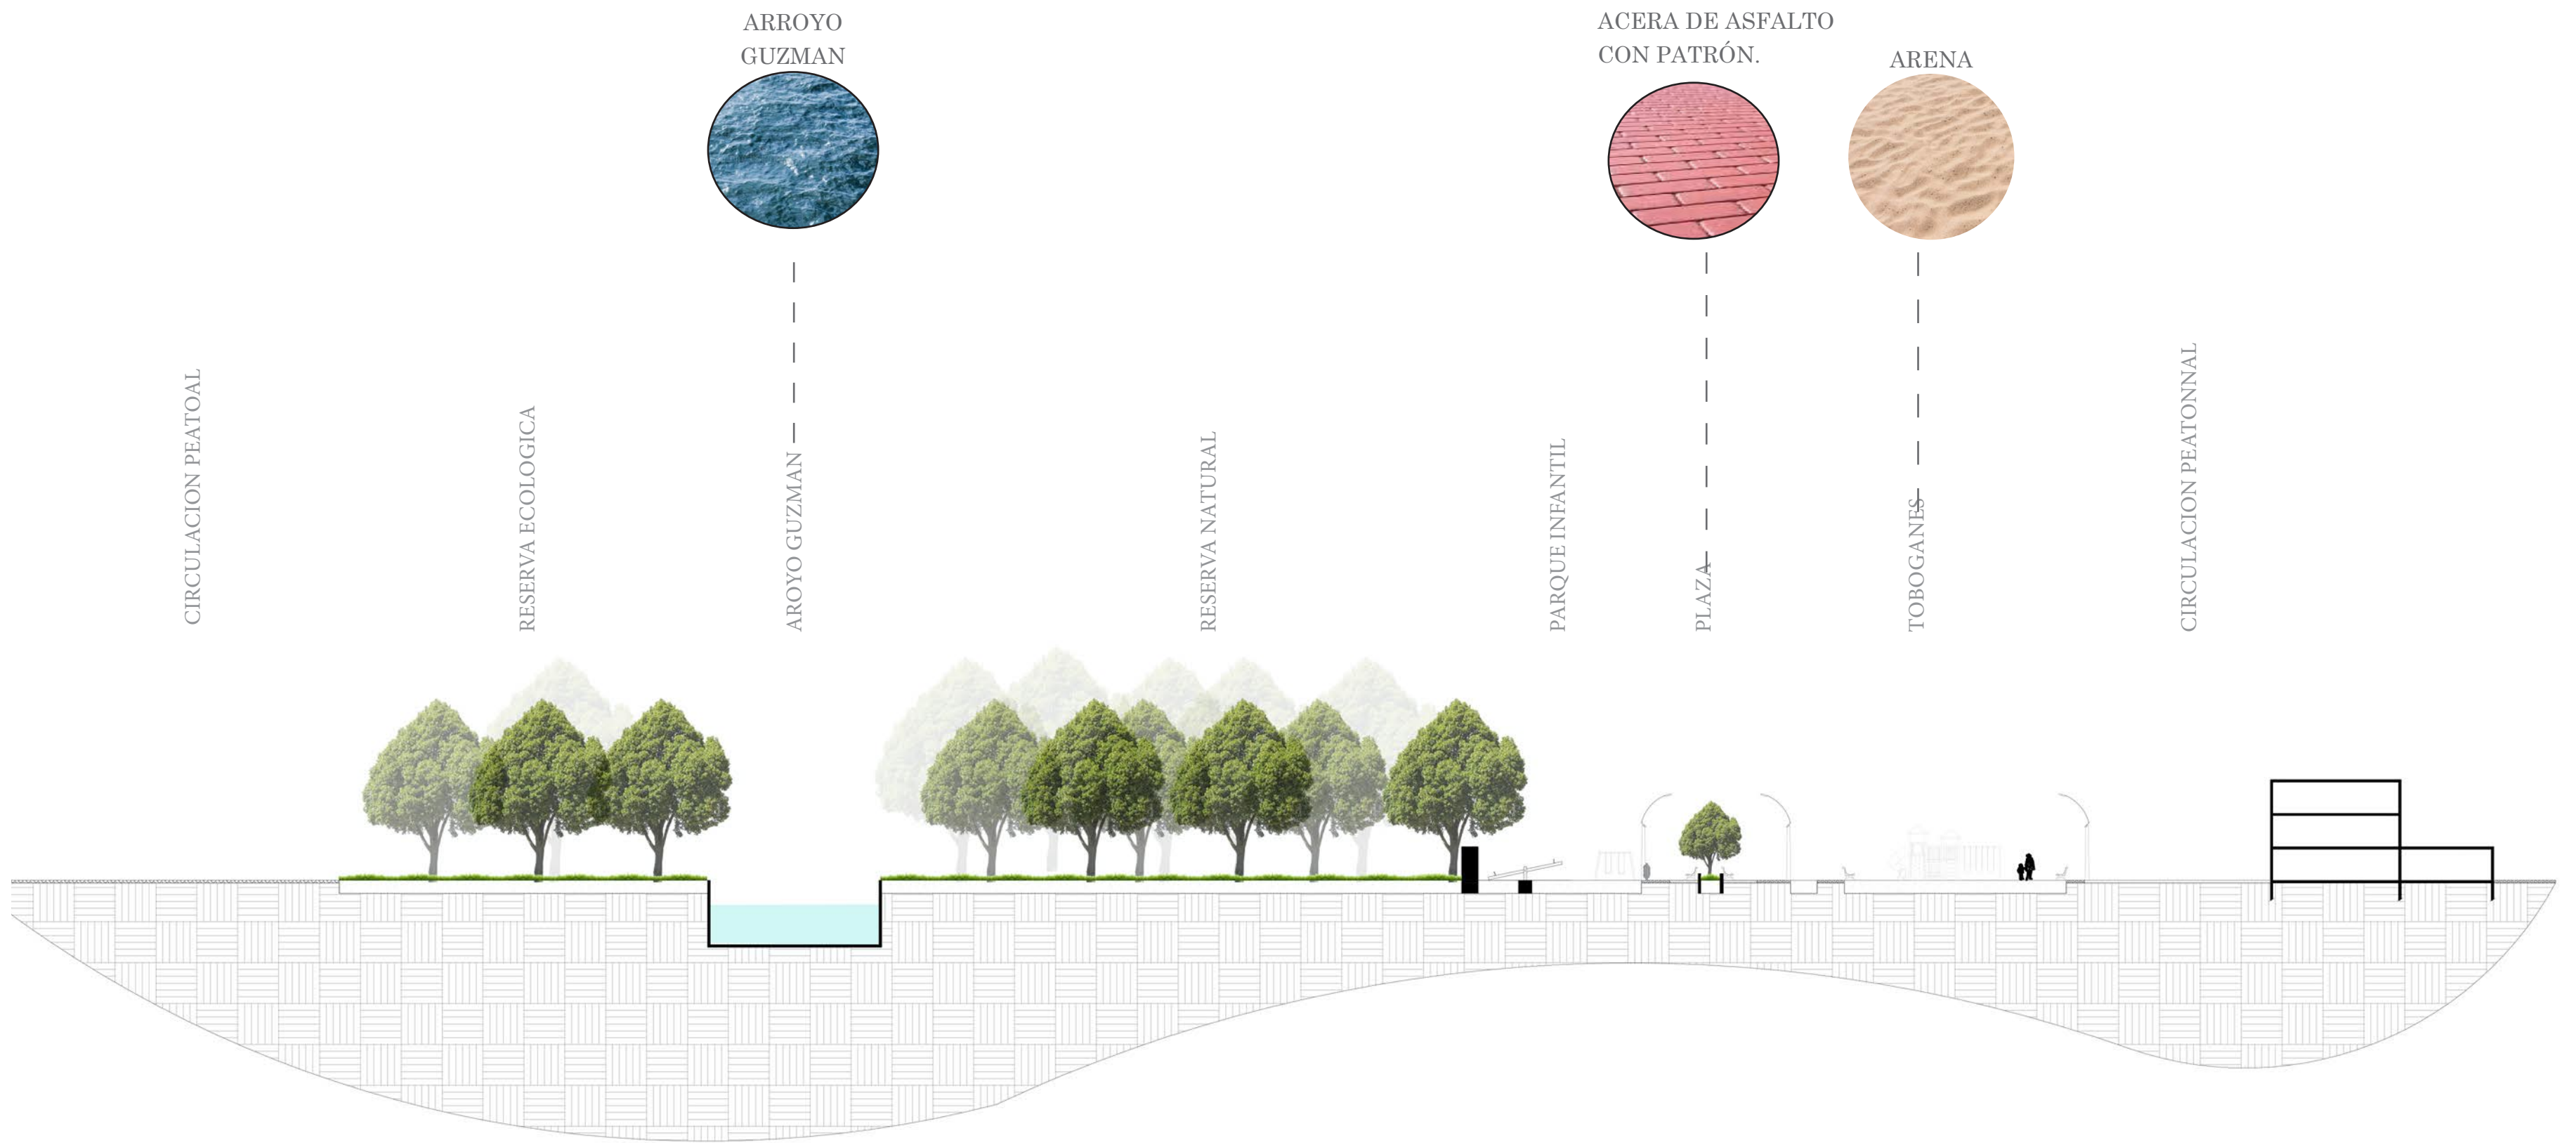 ARROYO
GUZMAN
ACERA DE ASFALTO
CON PATRÓN.
ARENA
CIRCULACION PEATOAL
RESERVA ECOLOGICA
AROYO GUZMAN
RESERVA NATURAL
PARQUE INFANTIL
PLAZA
TOBOGANES
CIRCULACION PEATONNAL